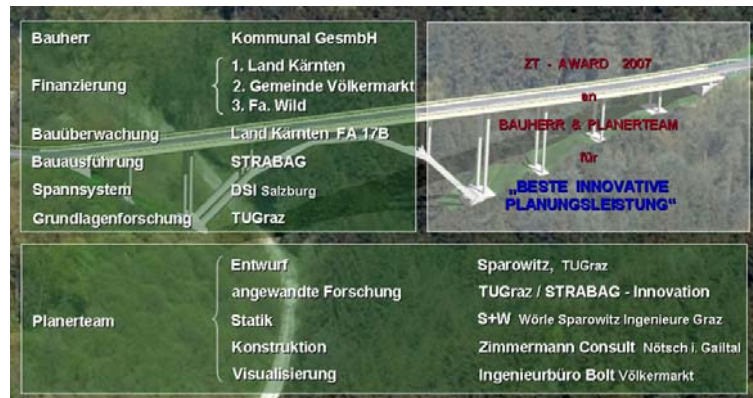 Bauherr Kommunal GesmbH
Finanzierung
1. Land Kärnten
2. Gemeinde Völkermarkt
3. Fa. Wild
Bauüberwachung Land Kärnten FA 17B
Bauausführung STRABAG
Spannsystem DSI Salzburg
Grundlagenforschung TUGraz
ZT - AWARD 2007
an
BAUHERR & PLANERTEAM
für
„BESTE INNOVATIVE
PLANUNGSLEISTUNG“
Planerteam
Entwurf Sparowitz, TUGraz
angewandte Forschung TUGraz / STRABAG - Innovation
Statik S+W Wörle Sparowitz Ingenieure Graz
Konstruktion Zimmermann Consult Nötsch i. Gailtal
Visualisierung Ingenieurbüro Bolt Völkermarkt